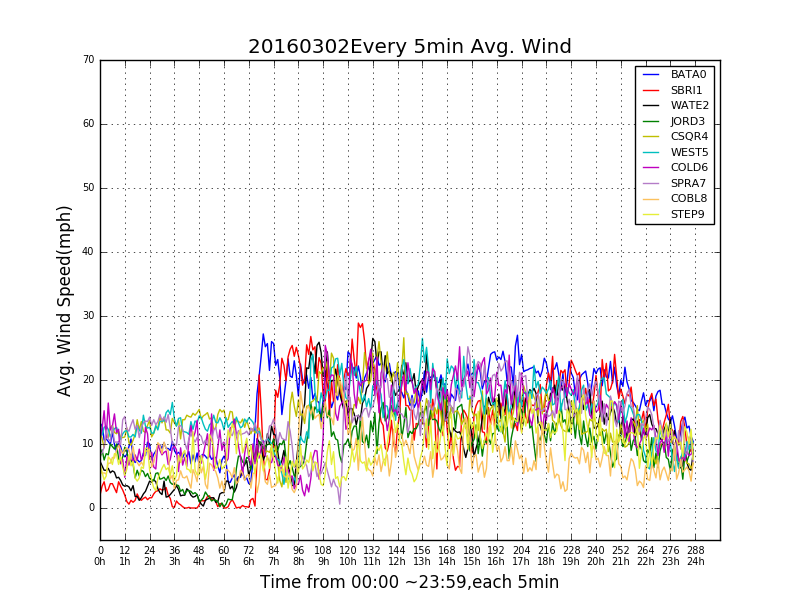 20160302Every 5min Avg. Wind
70
60
50
40
30
20
10
0
Avg. Wind Speed(mph)
BATA0
SBRI1
WATE2
JORD3
CSQR4
WEST5
COLD6
SPRA7
COBL8
STEP9
0 12 24 36 48 60 72 84 96 108 120 132 144 156 168 180 192 204 216 228 240 252 264 276 288
0h 1h 2h 3h 4h 5h 6h 7h 8h 9h 10h 11h 12h 13h 14h 15h 16h 17h 18h 19h 20h 21h 22h 23h 24h
Time from 00:00 ~23:59,each 5min